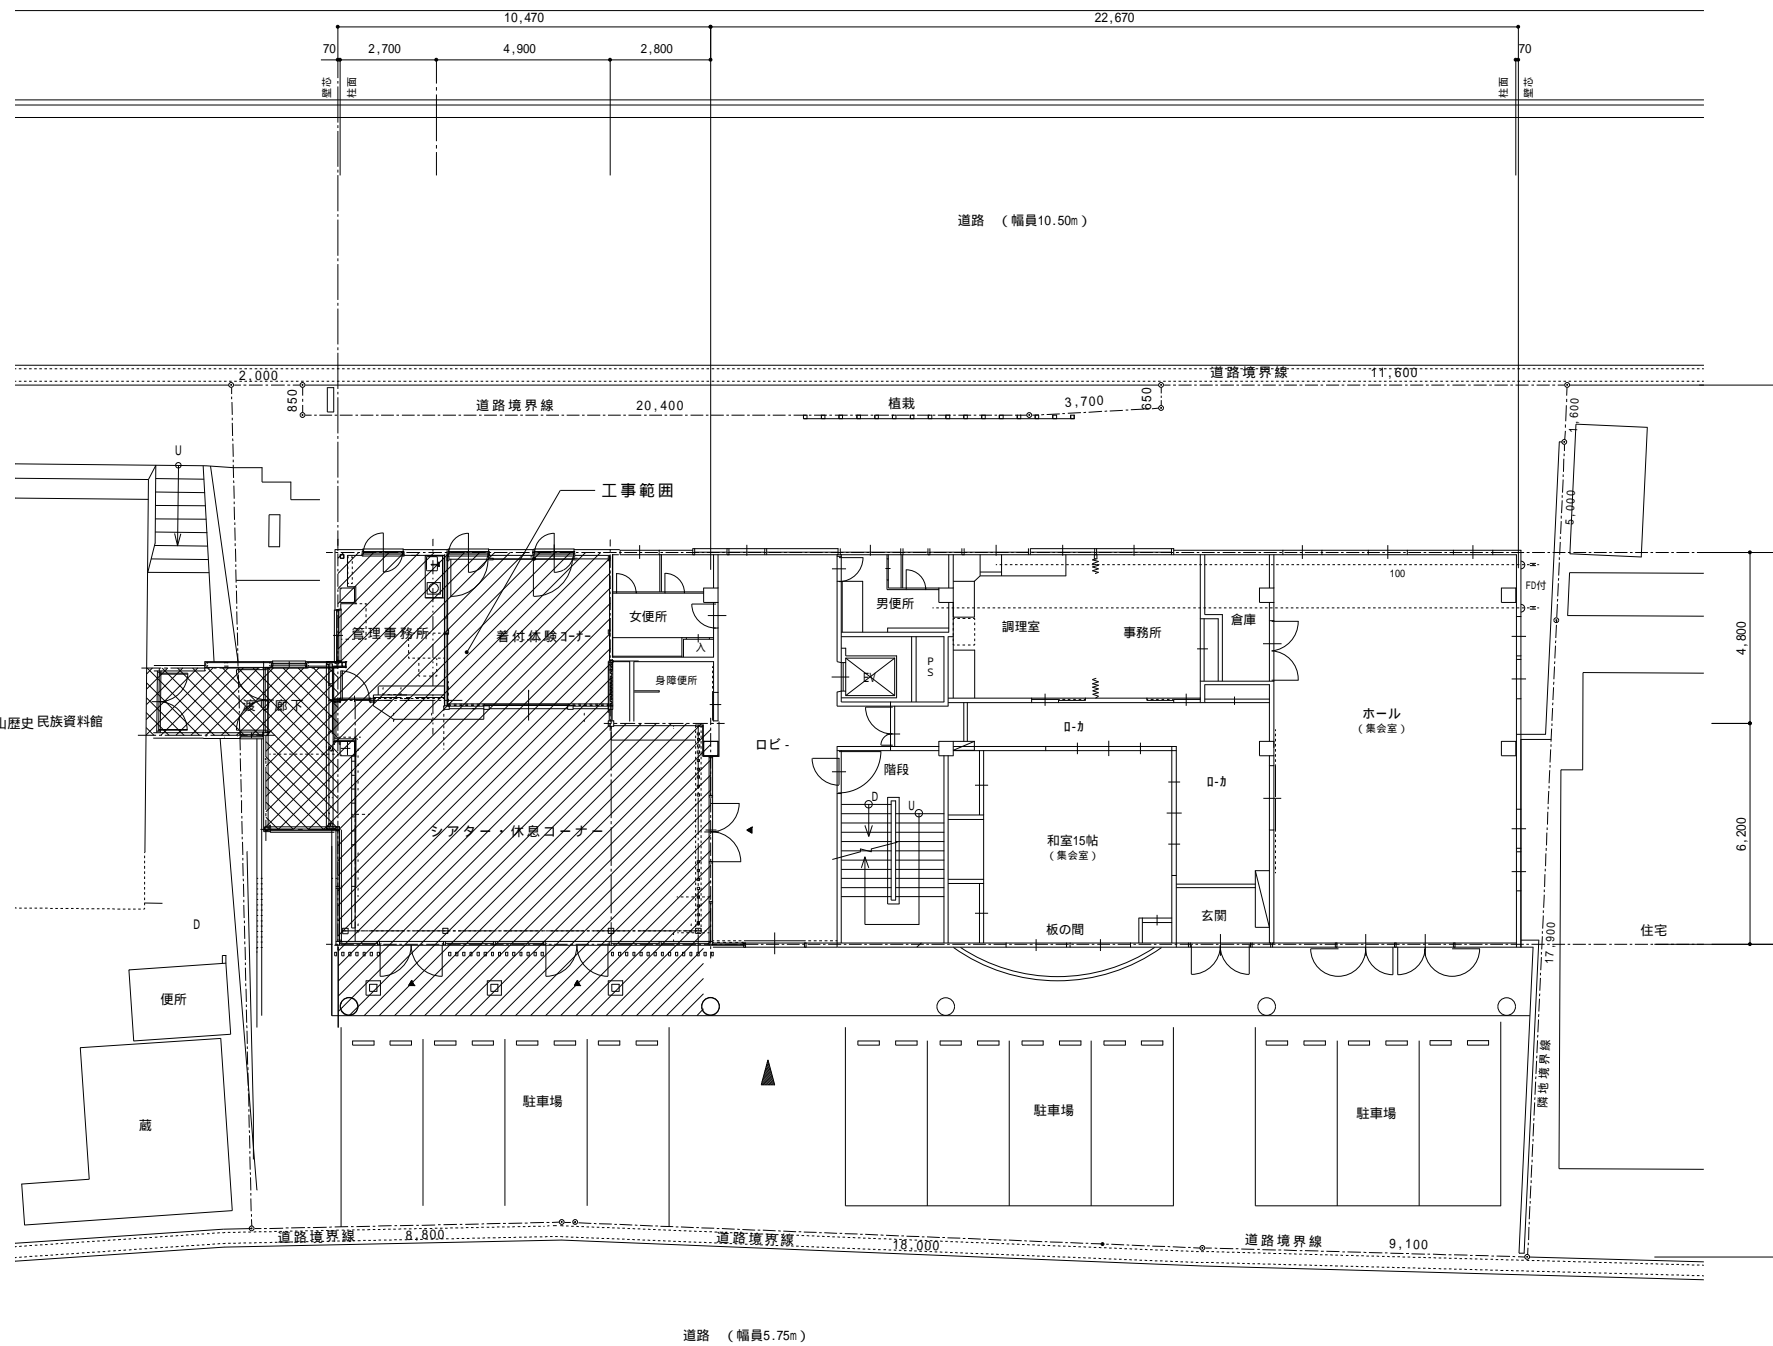 10,470
22,670
70
2,700
4,900
2,800
70
壁芯
柱面
柱面
壁芯
道路 （幅員10.50m）
2,000
道路境界線
11,600
850
道路境界線
20,400
植栽
3,700
650
1,600
U
工事範囲
5,000
100
FD付
管理事務所
着付体験コーナー
女便所
入
身障便所
男便所
EV
PS
調理室
事務所
倉庫
4,800
渡り廊下
山歴史民族資料館
ロビ-
ﾛｰｶ
ホール
（集会室）
階段
D
U
ﾛｰｶ
シアター・休息コーナー
和室15帖
（集会室）
6,200
D
板の間
玄関
17,900
住宅
便所
隣地境界線
蔵
駐車場
駐車場
駐車場
道路境界線
8,800
道路境界線
18,000
道路境界線
9,100
道路 （幅員5.75m）